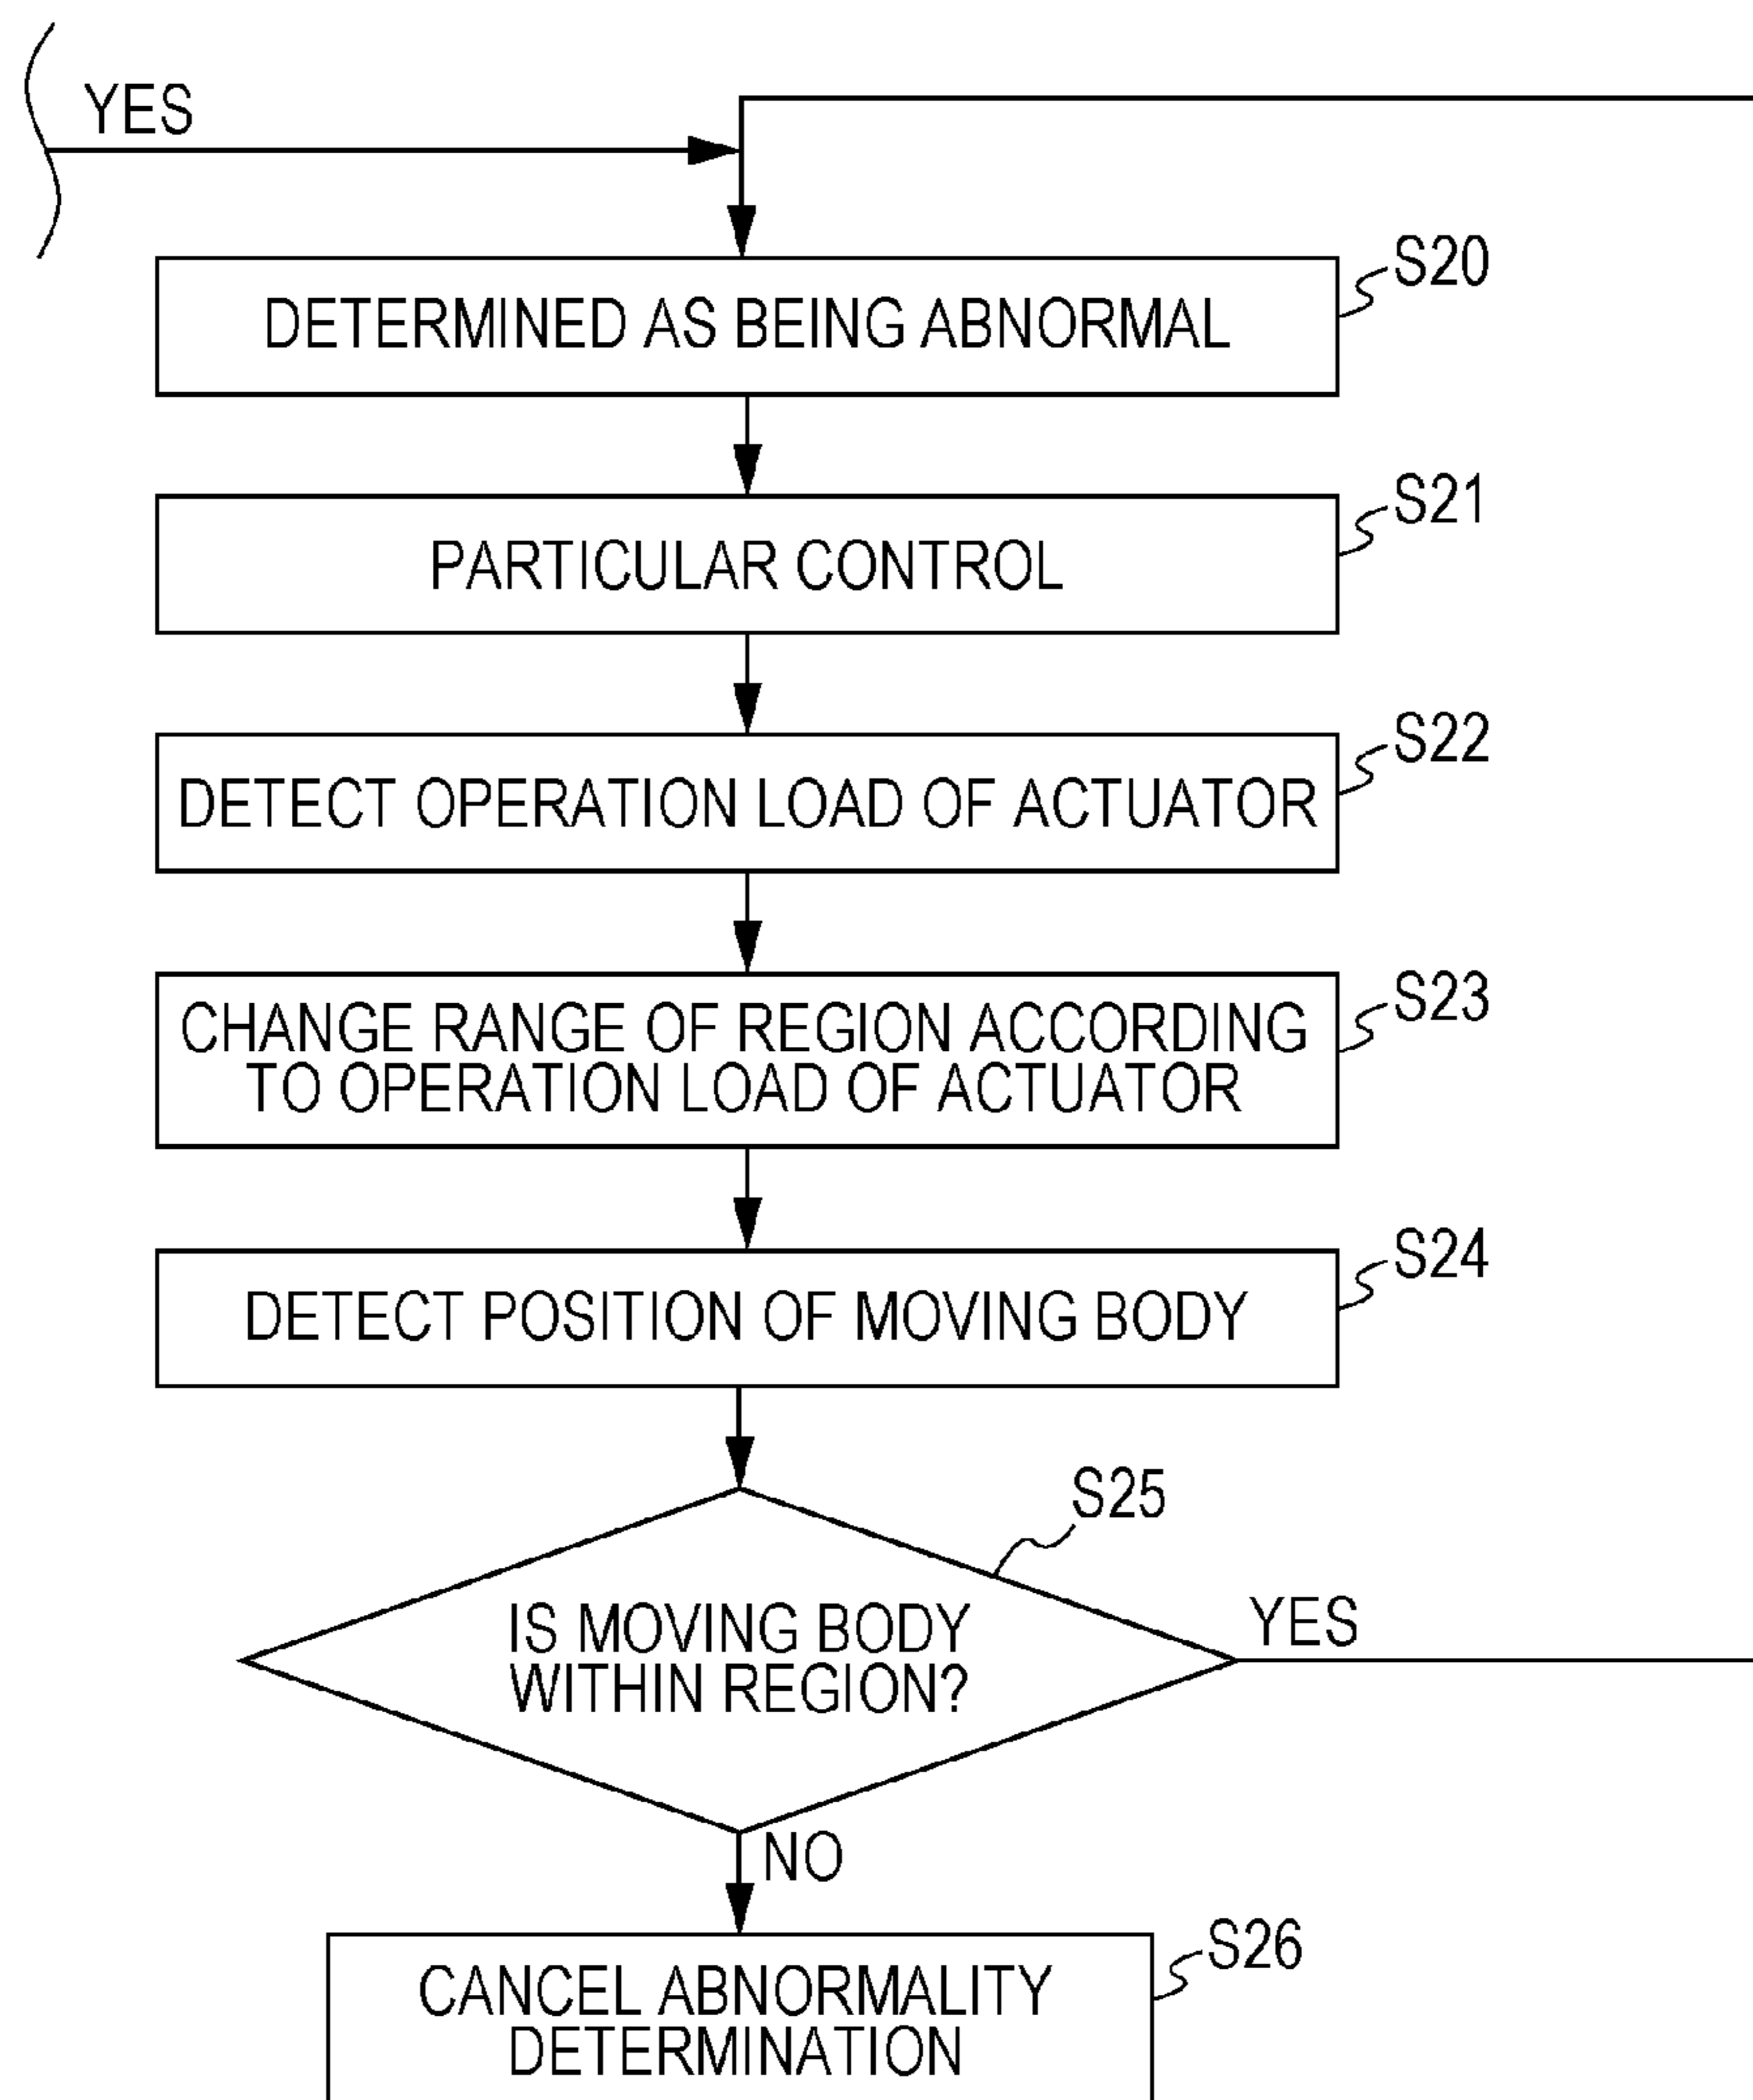 YES
S20
DETERMINED AS BEING ABNORMAL
S21
PARTICULAR CONTROL
S22
DETECT OPERATION LOAD OF ACTUATOR
S23
CHANGE RANGE OF REGION ACCORDING
TO OPERATION LOAD OF ACTUATOR
S24
DETECT POSITION OF MOVING BODY
S25
IS MOVING BODY
WITHIN REGION?
YES
NO
S26
CANCEL ABNORMALITY
DETERMINATION